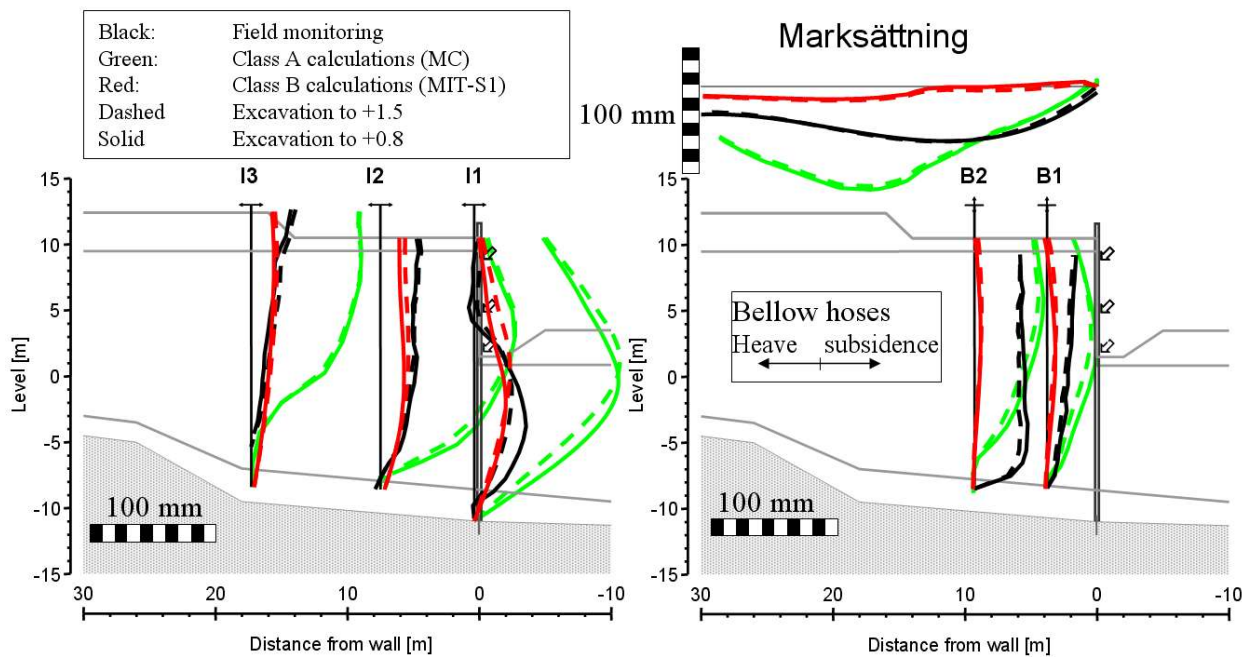 Black: Field monitoring
Green: Class A calculations (MC)
Red: Class B calculations (MIT-S1)
Dashed Excavation to +1.5
Solid Excavation to +0.8
Marksättning
100 mm
I3 I2 I1
15
10
5
0
-5
-10
-15
Level [m]
100 mm
30 20 10 0 -10
Distance from wall [m]
B2 B1
15
10
5
0
-5
-10
-15
Level [m]
Bellow hoses
Heave subsidence
100 mm
30 20 10 0 -10
Distance from wall [m]